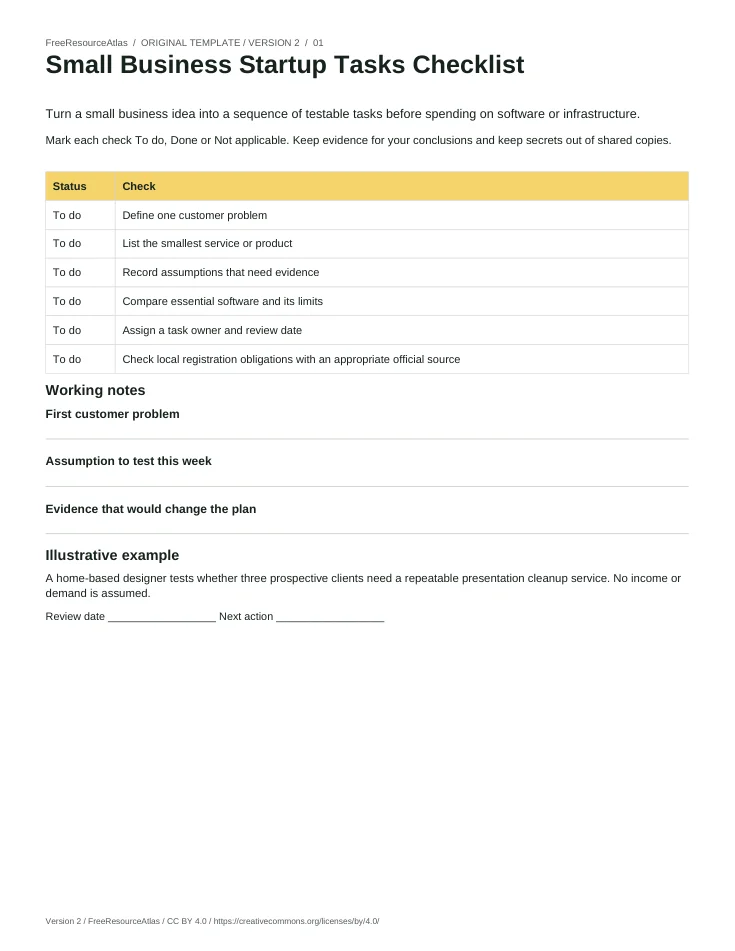 FreeResourceAtlas / ORIGINAL TEMPLATE / VERSION 2 / 01
Small Business Startup Tasks Checklist
Turn a small business idea into a sequence of testable tasks before spending on software or infrastructure.
Mark each check To do, Done or Not applicable. Keep evidence for your conclusions and keep secrets out of shared copies.
Status Check
To do Define one customer problem
To do List the smallest service or product
To do Record assumptions that need evidence
To do Compare essential software and its limits
To do Assign a task owner and review date
To do Check local registration obligations with an appropriate official source
Working notes
First customer problem
Assumption to test this week
Evidence that would change the plan
Illustrative example
A home-based designer tests whether three prospective clients need a repeatable presentation cleanup service. No income or
demand is assumed.
Review date __________________ Next action __________________
Version 2 / FreeResourceAtlas / CC BY 4.0 / https://creativecommons.org/licenses/by/4.0/